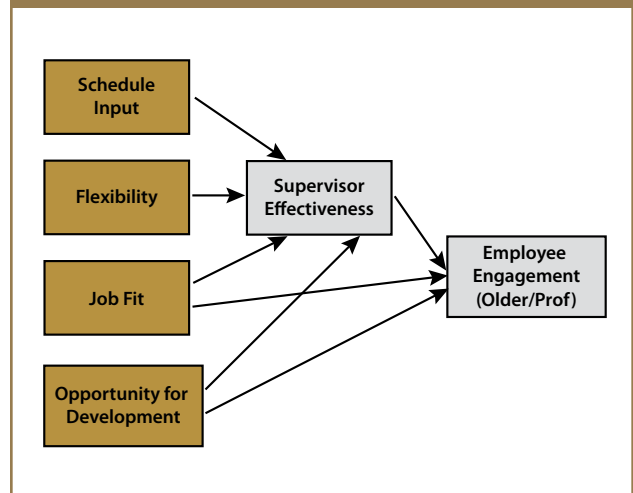 Schedule
Input
Flexibility
Supervisor
Effectiveness
Job Fit
Employee
Engagement
(Older/Prof)
Opportunity for
Development